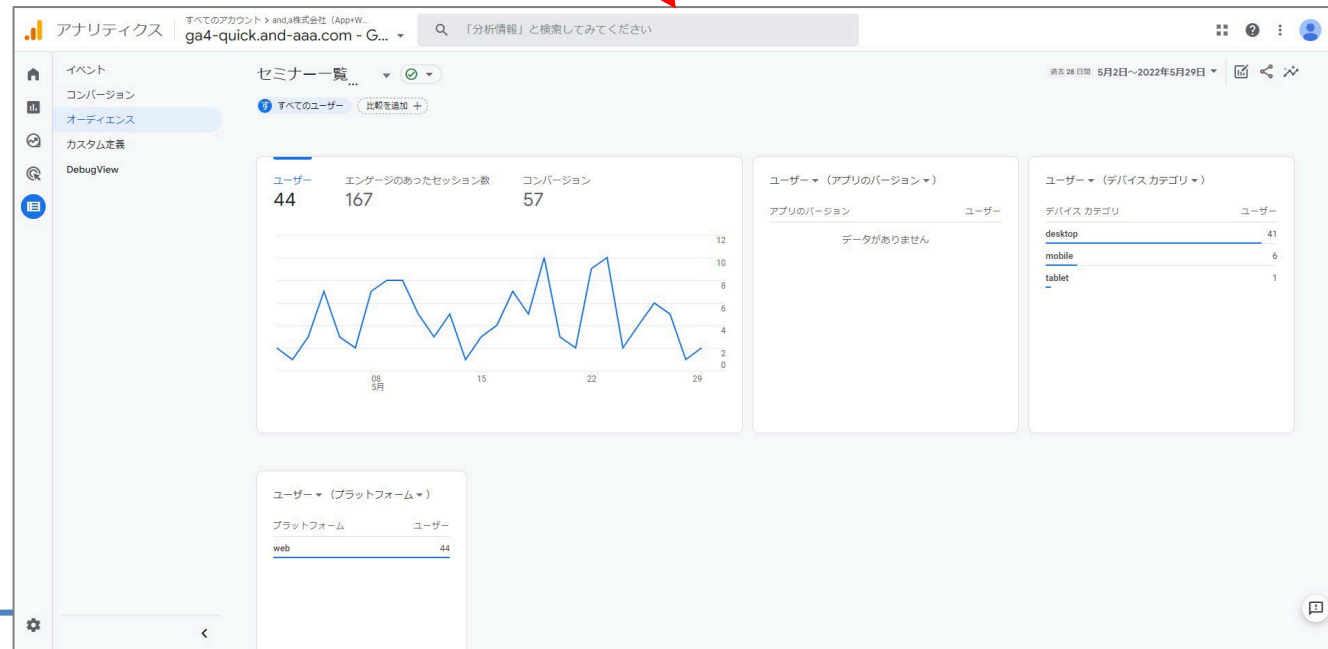 アナリティクス
すべてのアカウント > and,a株式会社 (App+W...
ga4-quick.and-aaa.com - G...
「分析情報」と検索してみてください
イベント
コンバージョン
オーディエンス
カスタム定義
DebugView
セミナー一覧...
過去 28 日間 5月2日～2022年5月29日
す すべてのユーザー
比較を追加 +
ユーザー エンゲージのあったセッション数 コンバージョン
44 167 57
12
10
8
6
4
2
0
08 15 22 29
5月
ユーザー (アプリのバージョン)
アプリのバージョン ユーザー
データがありません
ユーザー (デバイス カテゴリ)
デバイス カテゴリ ユーザー
desktop 41
mobile 6
tablet 1
ユーザー (プラットフォーム)
プラットフォーム ユーザー
web 44